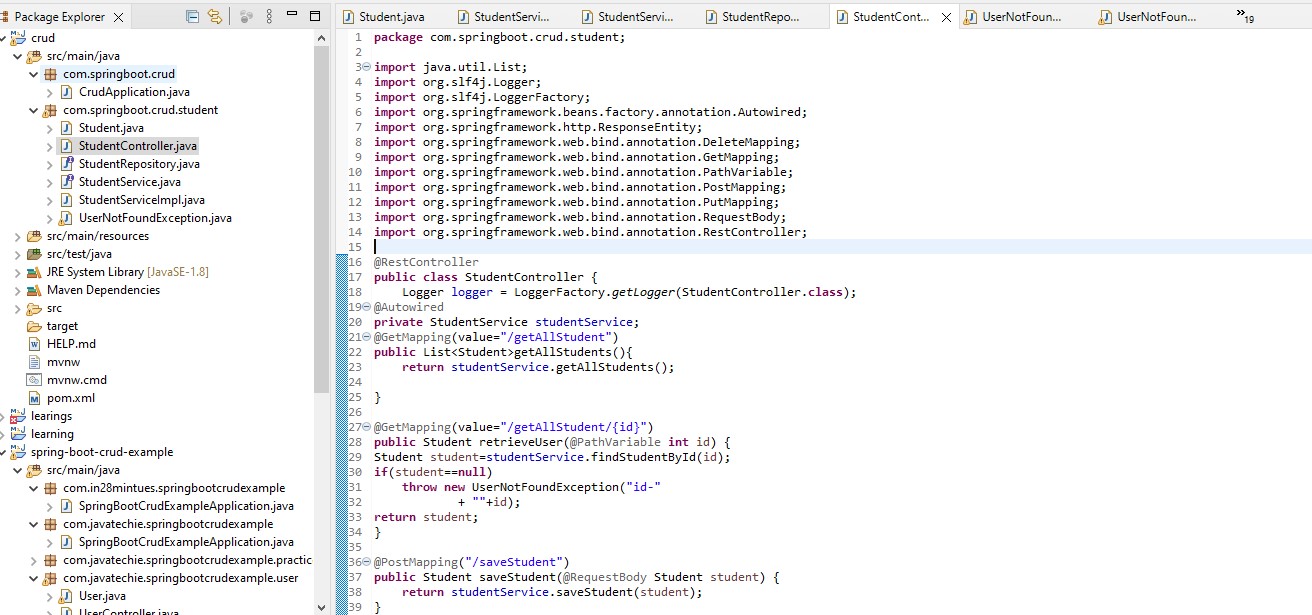 Package Explorer
crud
src/main/java
com.springboot.crud
CrudApplication.java
com.springboot.crud.student
Student.java
StudentController.java
StudentRepository.java
StudentService.java
StudentServiceImpl.java
UserNotFoundException.java
src/main/resources
src/test/java
JRE System Library [JavaSE-1.8]
Maven Dependencies
src
target
HELP.md
mvnw
mvnw.cmd
pom.xml
learings
learning
spring-boot-crud-example
src/main/java
com.in28mintues.springbootcrudexample
SpringBootCrudExampleApplication.java
com.javatechie.springbootcrudexample
SpringBootCrudExampleApplication.java
com.javatechie.springbootcrudexample.practic
com.javatechie.springbootcrudexample.user
User.java
UserController.java
Student.java StudentServi... StudentServi... StudentRepo... StudentCont... UserNotFoun... UserNotFoun... »19
1 package com.springboot.crud.student;
2
3 import java.util.List;
4 import org.slf4j.Logger;
5 import org.slf4j.LoggerFactory;
6 import org.springframework.beans.factory.annotation.Autowired;
7 import org.springframework.http.ResponseEntity;
8 import org.springframework.web.bind.annotation.DeleteMapping;
9 import org.springframework.web.bind.annotation.GetMapping;
10 import org.springframework.web.bind.annotation.PathVariable;
11 import org.springframework.web.bind.annotation.PostMapping;
12 import org.springframework.web.bind.annotation.PutMapping;
13 import org.springframework.web.bind.annotation.RequestBody;
14 import org.springframework.web.bind.annotation.RestController;
15
16 @RestController
17 public class StudentController {
18 Logger logger = LoggerFactory.getLogger(StudentController.class);
19 @Autowired
20 private StudentService studentService;
21 @GetMapping(value="/getAllStudent")
22 public List<Student>getAllStudents(){
23 return studentService.getAllStudents();
24
25 }
26
27 @GetMapping(value="/getAllStudent/{id}")
28 public Student retrieveUser(@PathVariable int id) {
29 Student student=studentService.findStudentById(id);
30 if(student==null)
31 throw new UserNotFoundException("id-"
32 + ""+id);
33 return student;
34 }
35
36 @PostMapping("/saveStudent")
37 public Student saveStudent(@RequestBody Student student) {
38 return studentService.saveStudent(student);
39 }